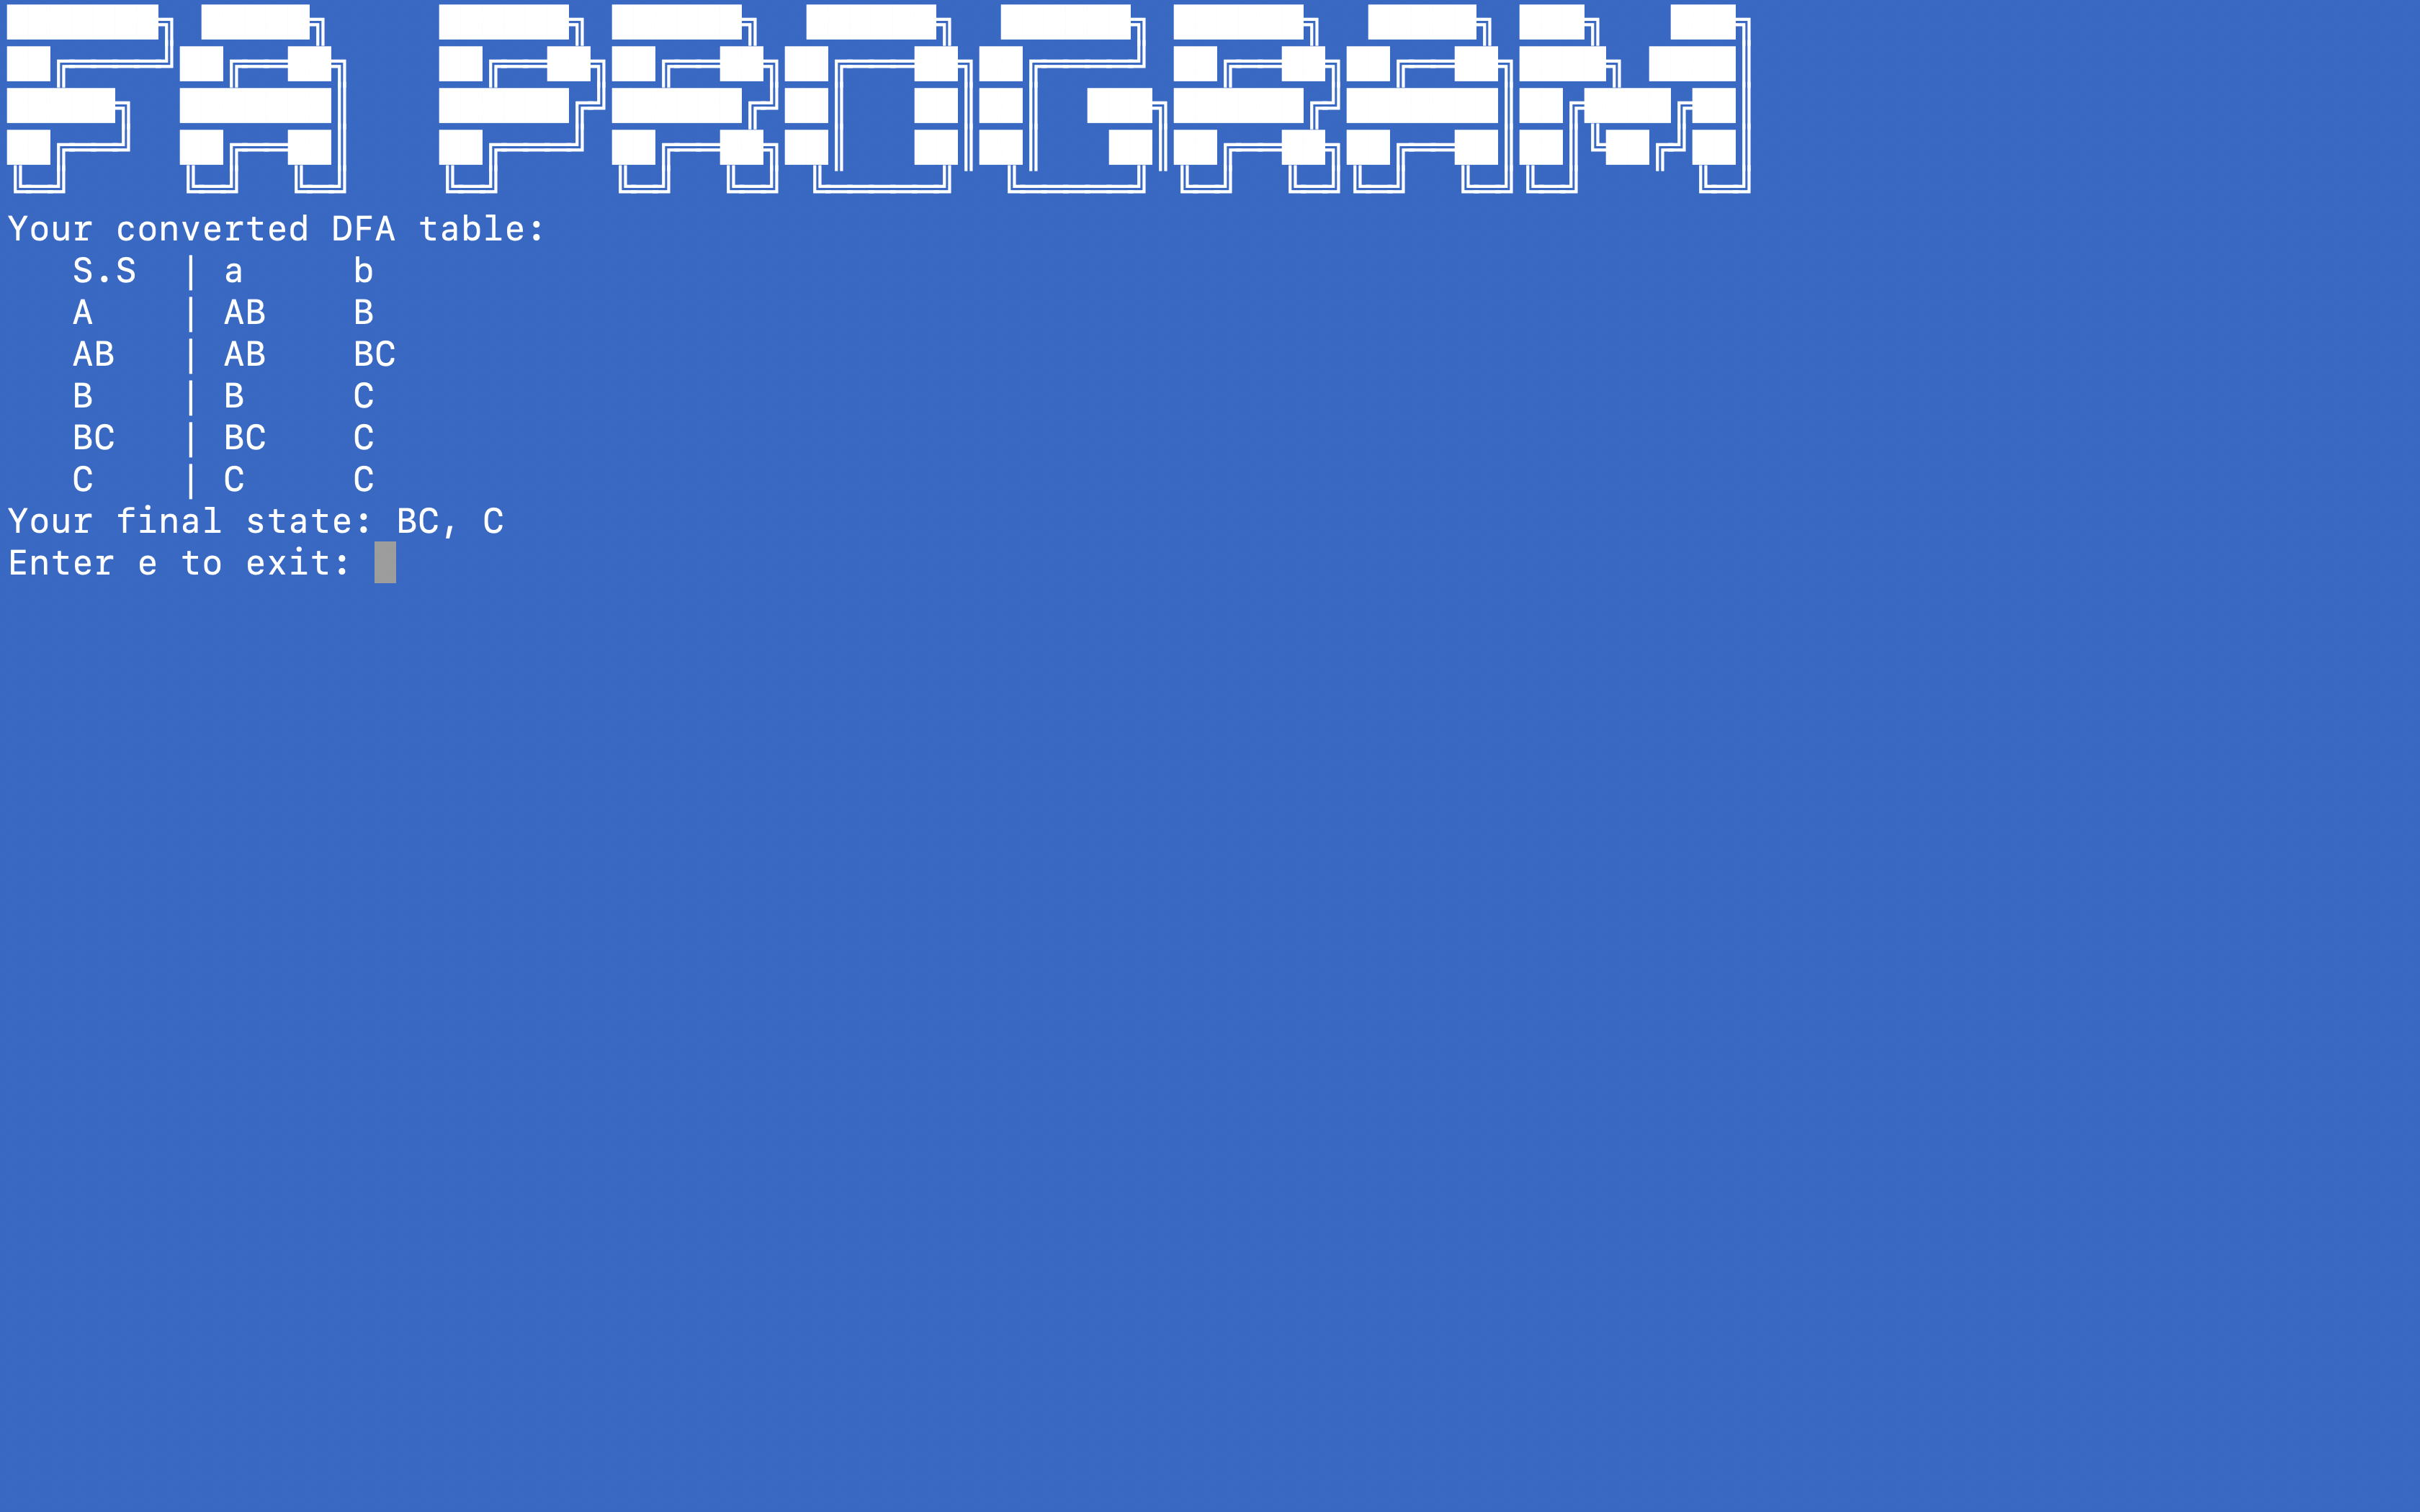 FA PROGRAM
Your converted DFA table:
S.S | a b
A | AB B
AB | AB BC
B | B C
BC | BC C
C | C C
Your final state: BC, C
Enter e to exit: